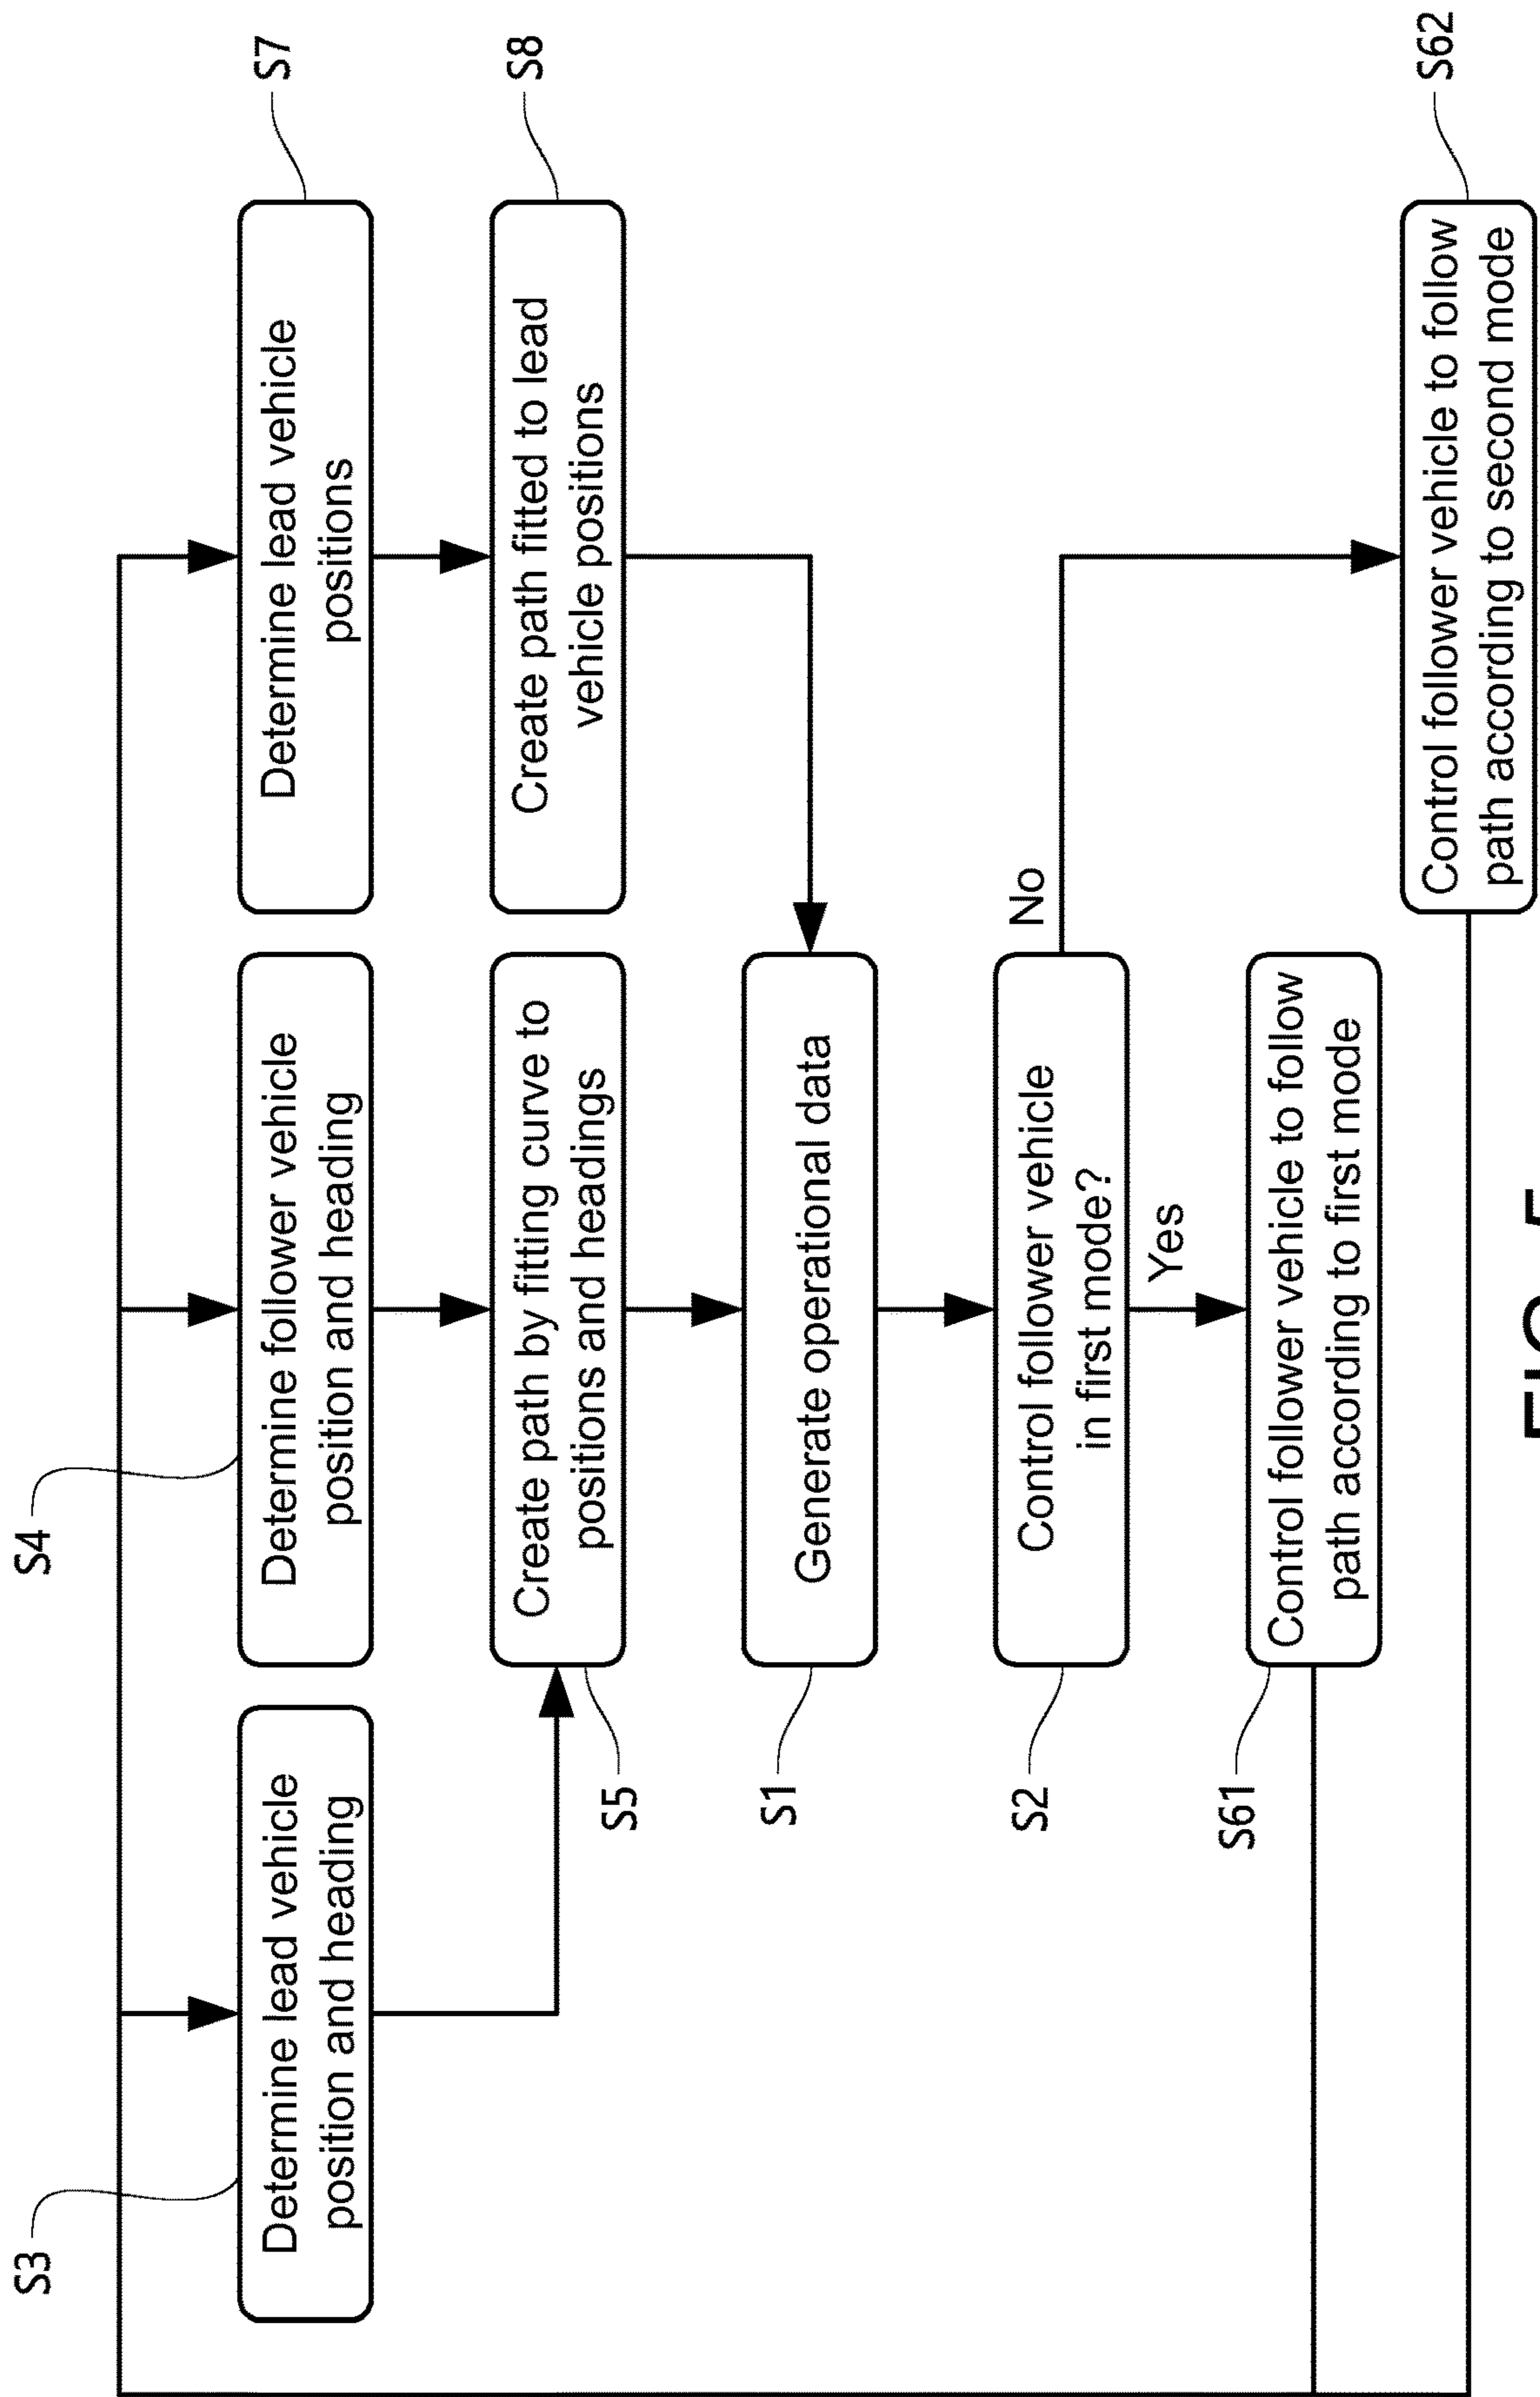 S3
S4
S7
Determine lead vehicle
position and heading
Determine follower vehicle
position and heading
Determine lead vehicle
positions
S8
Create path by fitting curve to
positions and headings
Create path fitted to lead
vehicle positions
S5
Generate operational data
S1
Control follower vehicle
in first mode?
No
S2
Yes
Control follower vehicle to follow
path according to first mode
S61
Control follower vehicle to follow
path according to second mode
S62